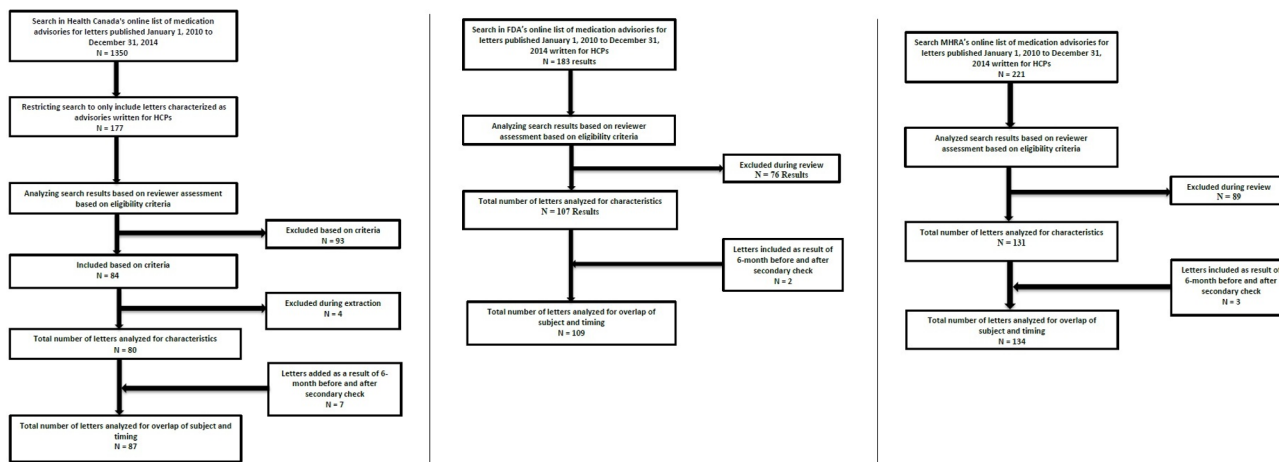 Search in Health Canada's online list of medication
advisories for letters published January 1, 2010 to
December 31, 2014
N = 1350
Restricting search to only include letters characterized as
advisories written for HCPs
N = 177
Analyzing search results based on reviewer assessment
based on eligibility criteria
Excluded based on criteria
N = 93
Included based on criteria
N = 84
Excluded during extraction
N = 4
Total number of letters analyzed for characteristics
N = 80
Letters added as a result of 6-
month before and after
secondary check
N = 7
Total number of letters analyzed for overlap of subject and
timing
N = 87
Search in FDA's online list of medication advisories for
letters published January 1, 2010 to December 31,
2014 written for HCPs
N = 183 results
Analyzing search results based on reviewer
assessment based on eligibility criteria
Excluded during review
N = 76 Results
Total number of letters analyzed for characteristics
N = 107 Results
Letters included as result of
6-month before and after
secondary check
N = 2
Total number of letters analyzed for overlap of
subject and timing
N = 109
Search MHRA's online list of medication advisories for
letters published January 1, 2010 to December 31,
2014 written for HCPs
N = 221
Analyzed search results based on reviewer
assessment based on eligibility criteria
Excluded during review
N = 89
Total number of letters analyzed for characteristics
N = 131
Letters included as result of
6-month before and after
secondary check
N = 3
Total number of letters analyzed for overlap of
subject and timing
N = 134